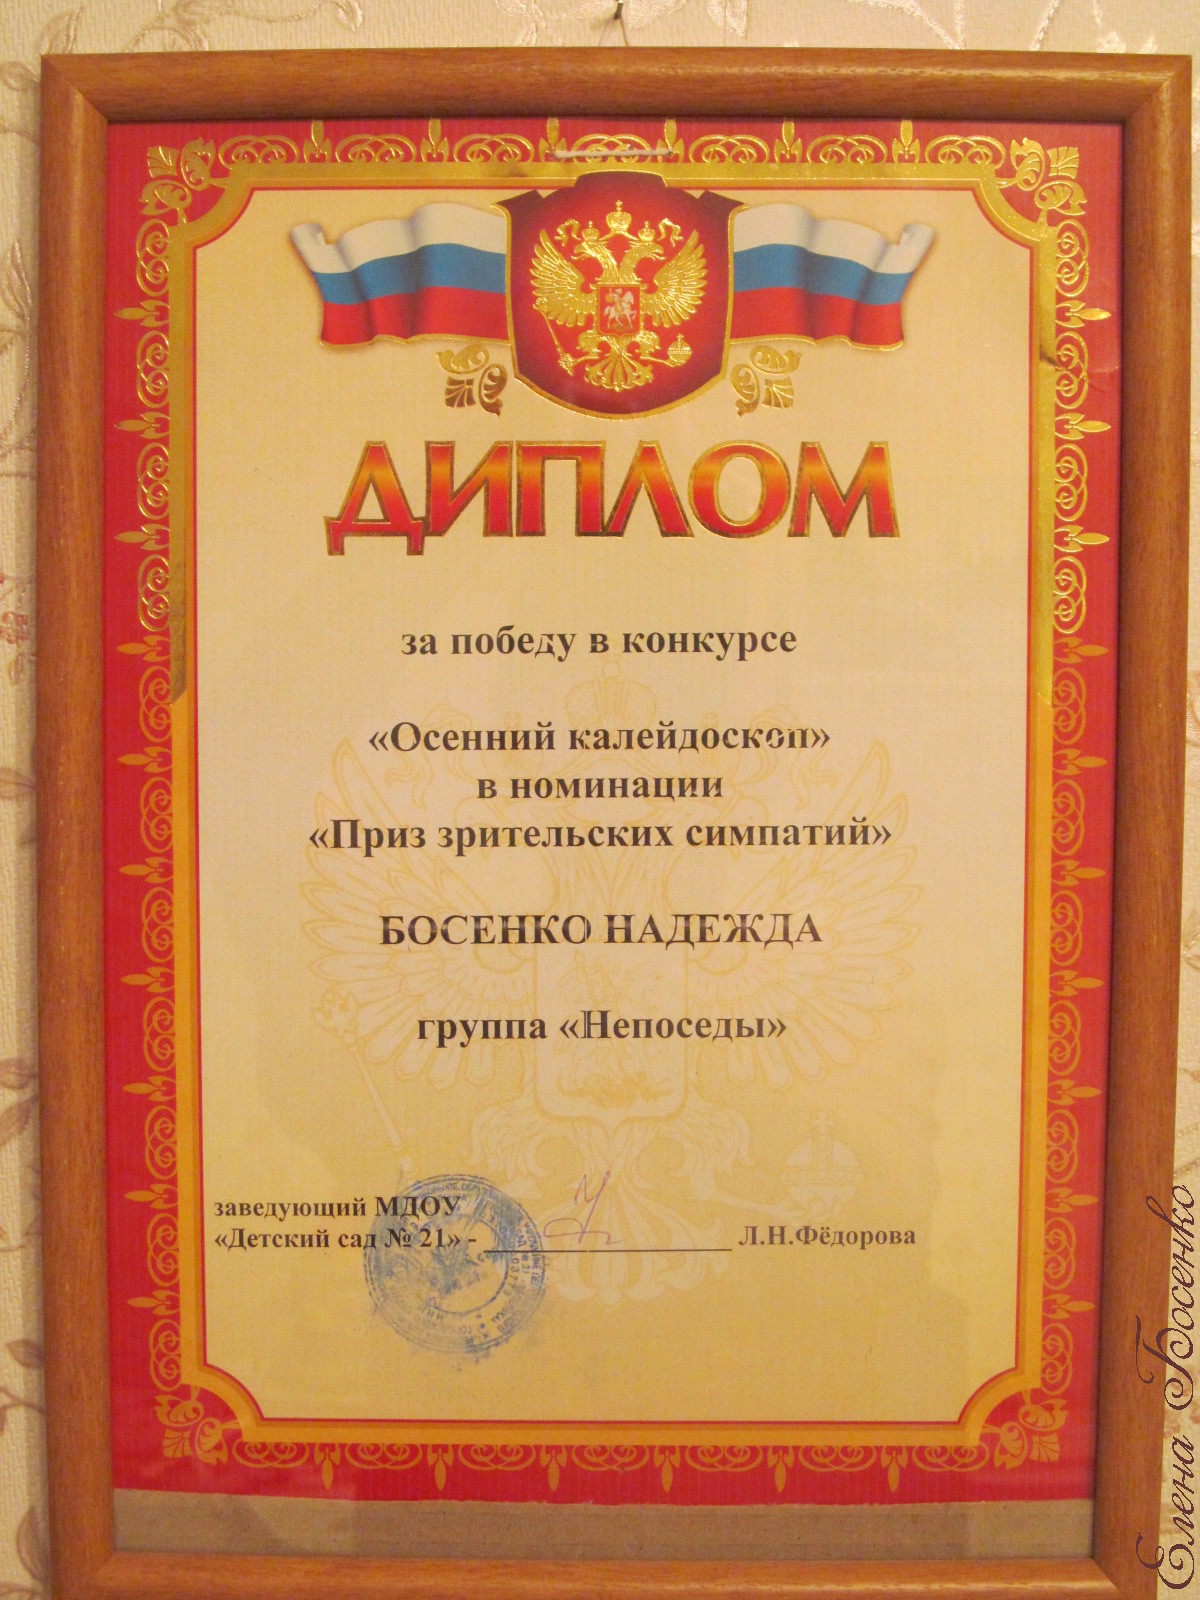 ДИПЛОМ
за победу в конкурсе
«Осенний калейдоскоп»
в номинации
«Приз зрительских симпатий»
БОСЕНКО НАДЕЖДА
группа «Непоседы»
заведующий МДОУ
«Детский сад № 21» - Л.Н.Фёдорова
Елена Босенко